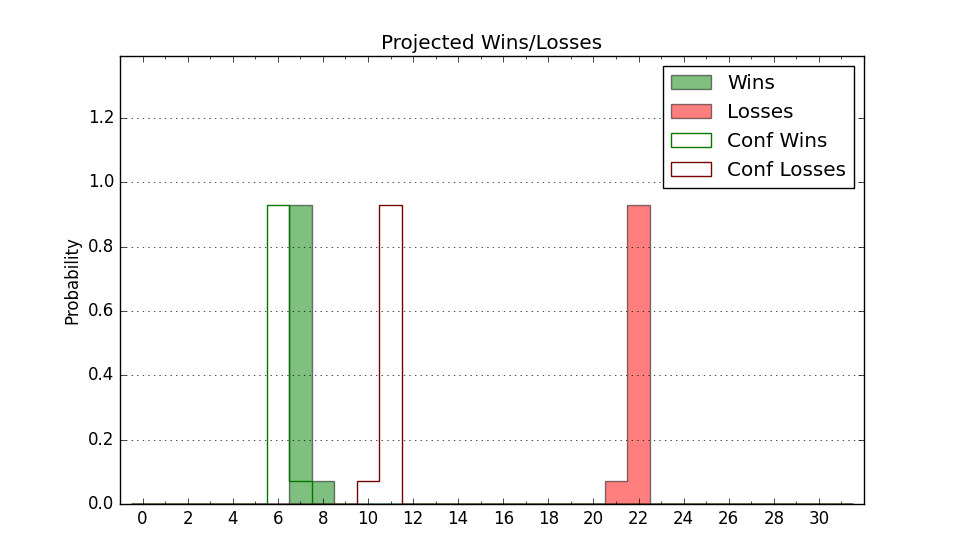 Projected Wins/Losses
Wins
Losses
Conf Wins
Conf Losses
Probability
1.2
1.0
0.8
0.6
0.4
0.2
0.0
0 2 4 6 8 10 12 14 16 18 20 22 24 26 28 30